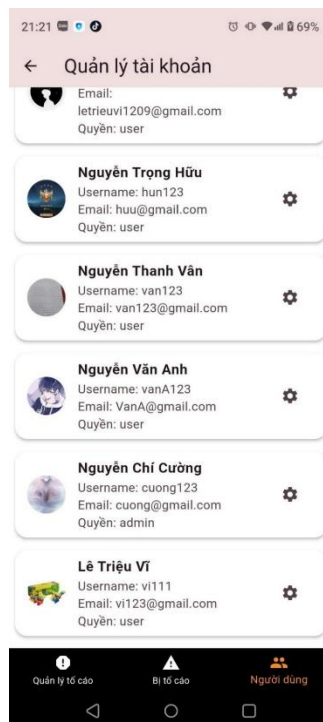 21:21
69%
Quản lý tài khoản
Email:
letrieuvi1209@gmail.com
Quyền: user
Nguyễn Trọng Hữu
Username: hun123
Email: huu@gmail.com
Quyền: user
Nguyễn Thanh Vân
Username: van123
Email: van123@gmail.com
Quyền: user
Nguyễn Văn Anh
Username: vanA123
Email: VanA@gmail.com
Quyền: user
Nguyễn Chí Cường
Username: cuong123
Email: cuong@gmail.com
Quyền: admin
Lê Triệu Vĩ
Username: vi111
Email: vi123@gmail.com
Quyền: user
Quản lý tố cáo
Bị tố cáo
Người dùng